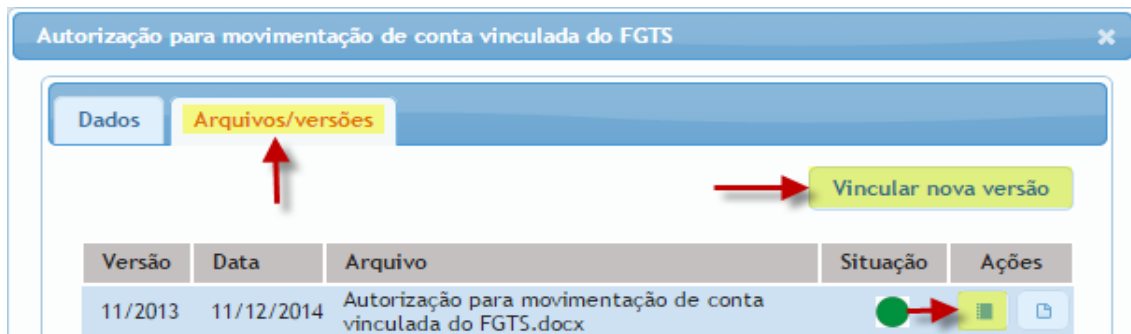 Autorização para movimentação de conta vinculada do FGTS
Dados Arquivos/versões
Vincular nova versão
Versão Data Arquivo Situação Ações
11/2013 11/12/2014 Autorização para movimentação de conta
vinculada do FGTS.docx